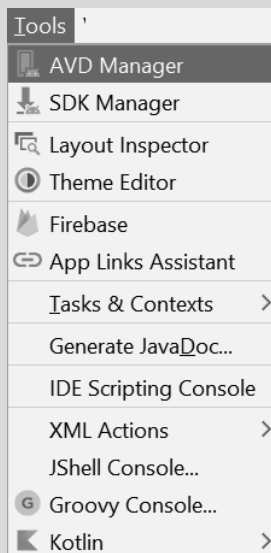 Tools
AVD Manager
SDK Manager
Layout Inspector
Theme Editor
Firebase
App Links Assistant
Tasks & Contexts
Generate JavaDoc...
IDE Scripting Console
XML Actions
JShell Console...
G Groovy Console...
Kotlin